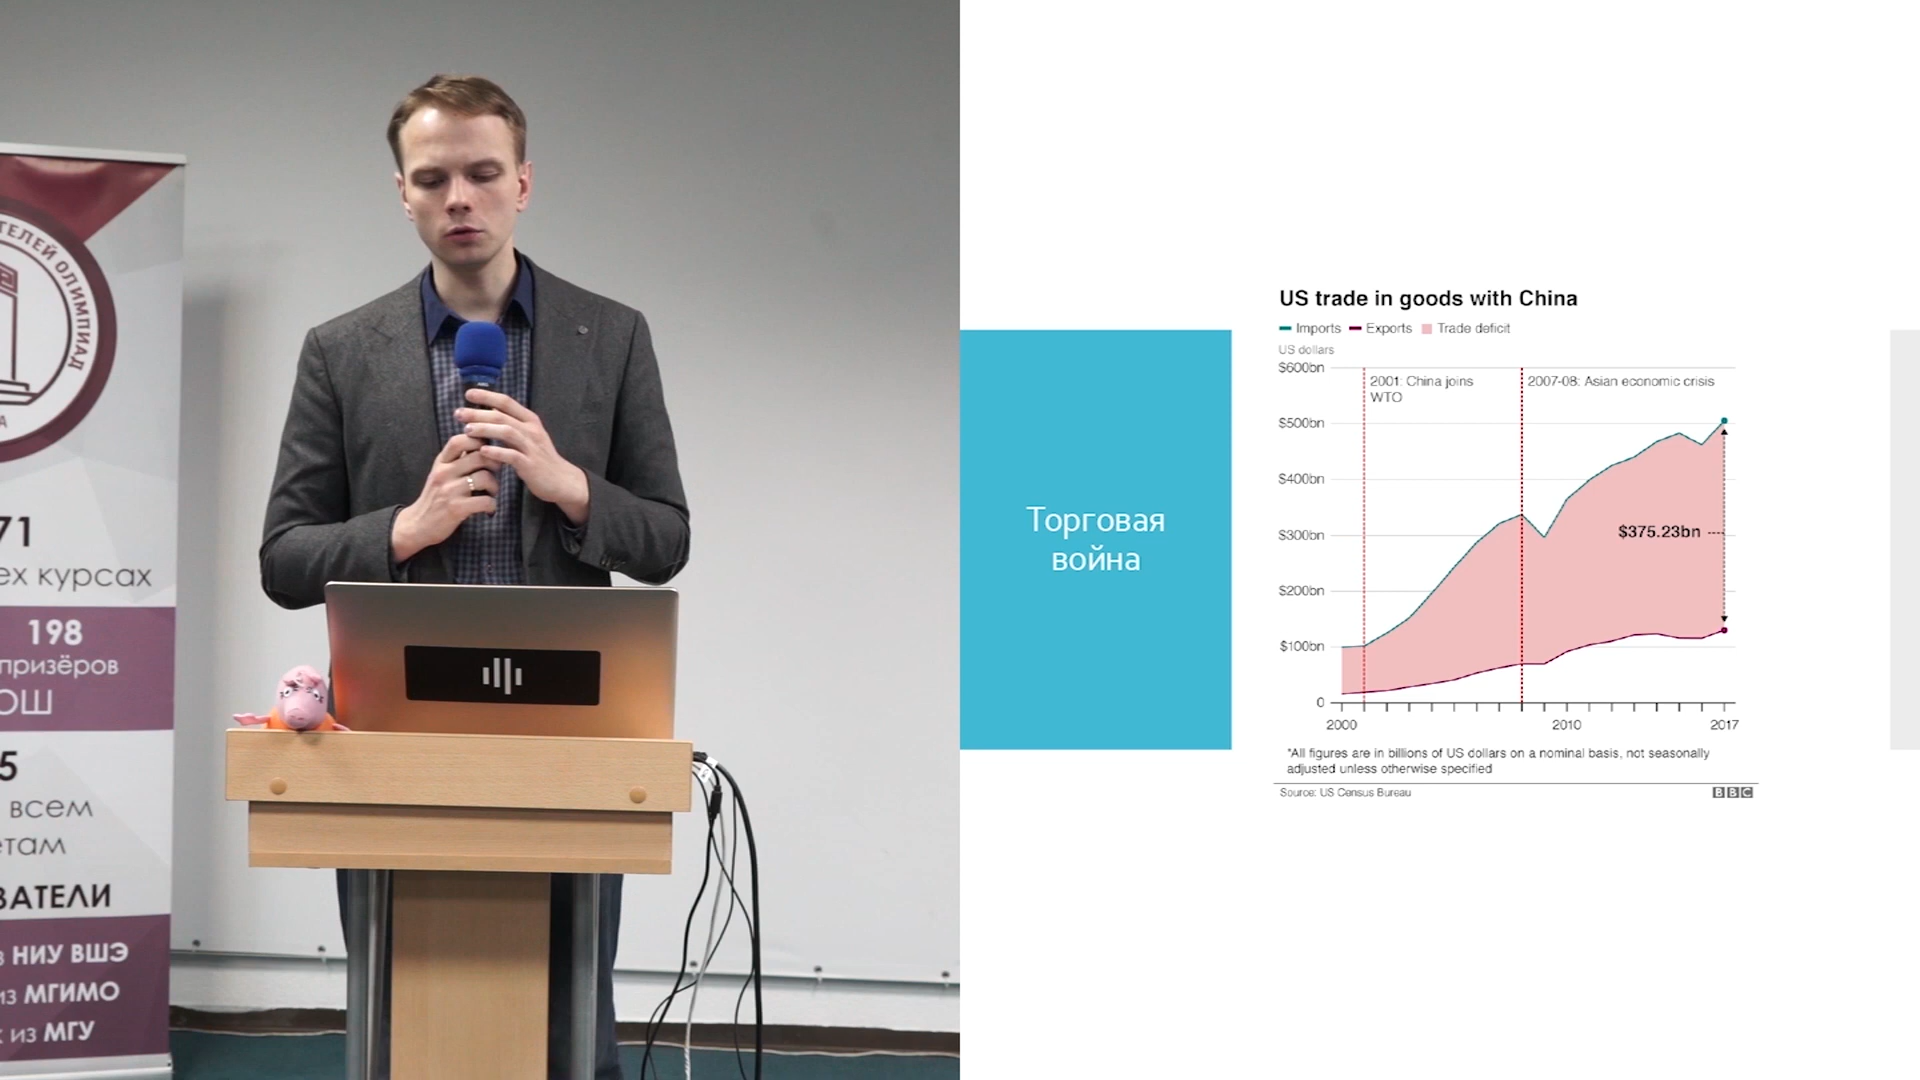 ТЕЛЕЙ ОЛИМПИАД
71
ех курсах
198
призёров
ОШ
5
всем
етам
ВАТЕЛИ
в НИУ ВШЭ
из МГИМО
к из МГУ
Торговая
война
US trade in goods with China
Imports Exports Trade deficit
US dollars
$600bn
2001: China joins
WTO
2007-08: Asian economic crisis
$500bn
$400bn
$300bn
$375.23bn
$200bn
$100bn
0
2000 2010 2017
*All figures are in billions of US dollars on a nominal basis, not seasonally
adjusted unless otherwise specified
Source: US Census Bureau
BBC